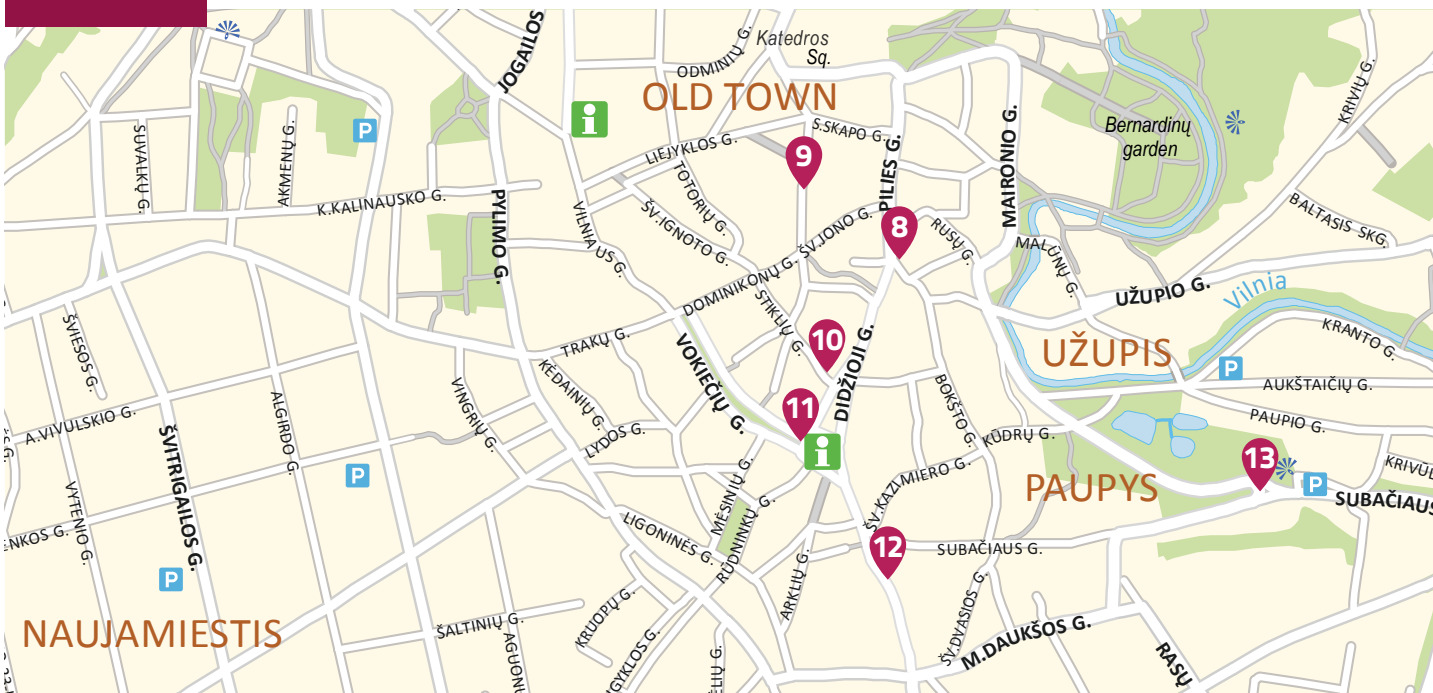 JOGAILOS
ODMINIŲ G.
Katedros
Sq.
OLD TOWN
KRIVIŲ G.
SUVALKŲ G.
AKMENŲ G.
P
i
LIEJYKLOS G.
S.SKAPO G.
PILIES G.
MAIRONIO G.
Bernardinų
garden
9
TOTORIŲ G.
K.KALINAUSKO G.
PYLIMO G.
VILNIAUS G.
ŠV.IGNOTO G.
ŠV.JONO G.
8
RUSŲ G.
BALTASIS SKG.
MALŪNŲ G.
DOMINIKONŲ G.
UŽUPIO G.
Vilnia
STIKLIŲ G.
ŠVIESOS G.
TRAKŲ G.
VOKIEČIŲ G.
10
DIDŽIOJI G.
UŽUPIS
KRANTO G.
P
AUKŠTAIČIŲ G.
KĖDAINIŲ G.
VINGRIŲ G.
BOKŠTO G.
A.VIVULSKIO G.
ALGIRDO G.
11
i
LYDOS G.
KŪDRŲ G.
PAUPIO G.
ŠVITRIGAILOS G.
P
ŠV.KAZIMIERO G.
PAUPYS
13
P
KRIVŪL
SUBAČIAUS
VYTENIO G.
ENKOS G.
MĖSINIŲ G.
LIGONINĖS G.
RŪDNINKŲ G.
12
SUBAČIAUS G.
P
ARKLIŲ G.
ŠV.DVASIOS G.
NAUJAMIESTIS
ŠALTINIŲ G.
KRUOPŲ G.
AGUONŲ
M.DAUKŠOS G.
RASŲ